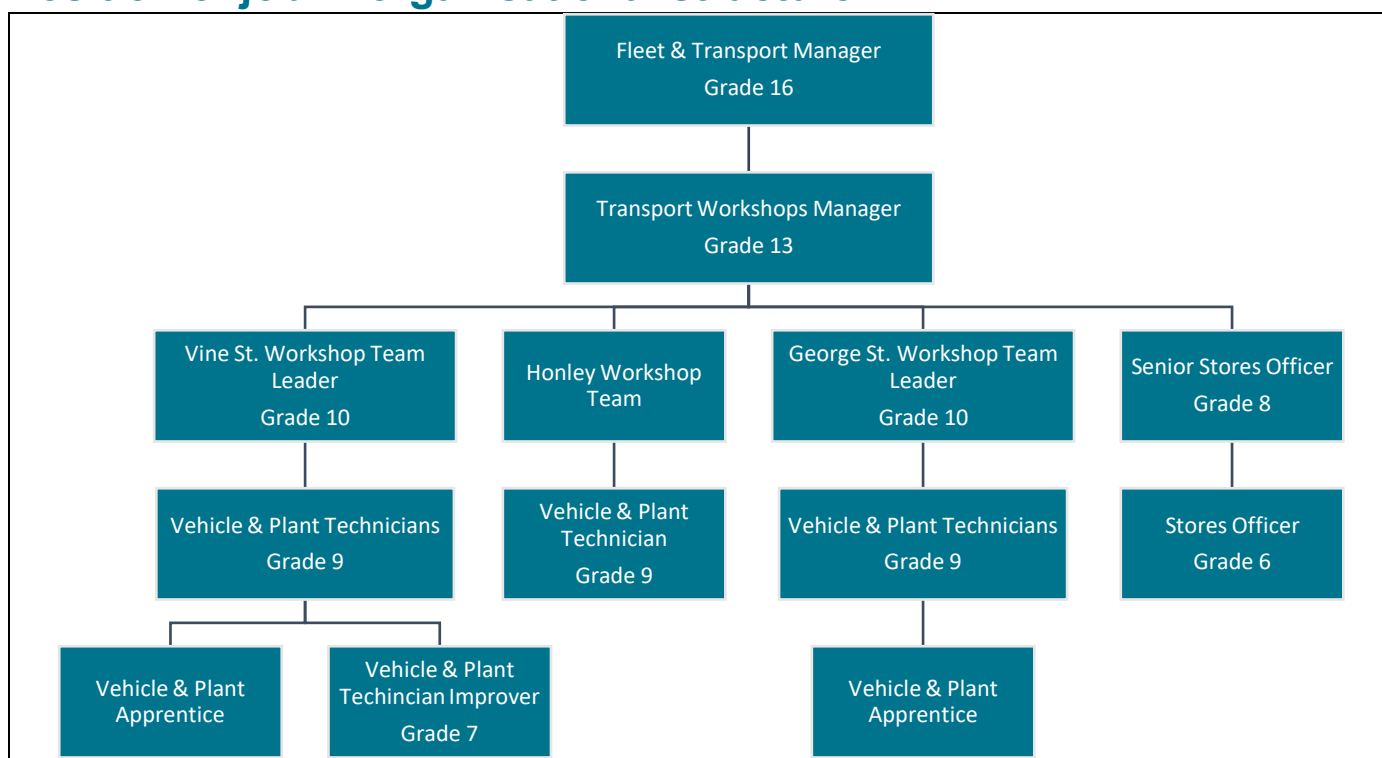 Fleet & Transport Manager
Grade 16
Transport Workshops Manager
Grade 13
Vine St. Workshop Team
Leader
Grade 10
Honley Workshop
Team
George St. Workshop Team
Leader
Grade 10
Senior Stores Officer
Grade 8
Vehicle & Plant Technicians
Grade 9
Vehicle & Plant
Technician
Grade 9
Vehicle & Plant Technicians
Grade 9
Stores Officer
Grade 6
Vehicle & Plant
Apprentice
Vehicle & Plant
Techincian Improver
Grade 7
Vehicle & Plant
Apprentice